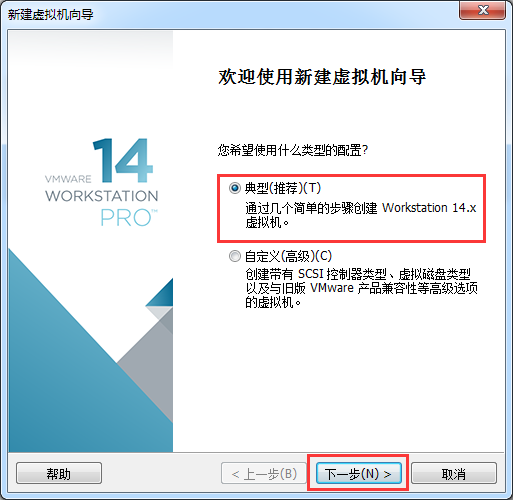 新建虚拟机向导
VMWARE 14
WORKSTATION
PRO™
欢迎使用新建虚拟机向导
您希望使用什么类型的配置?
典型(推荐)(T)
通过几个简单的步骤创建 Workstation 14.x
虚拟机。
自定义(高级)(C)
创建带有 SCSI 控制器类型、虚拟磁盘类型
以及与旧版 VMware 产品兼容性等高级选项
的虚拟机。
帮助
< 上一步(B)
下一步(N) >
取消